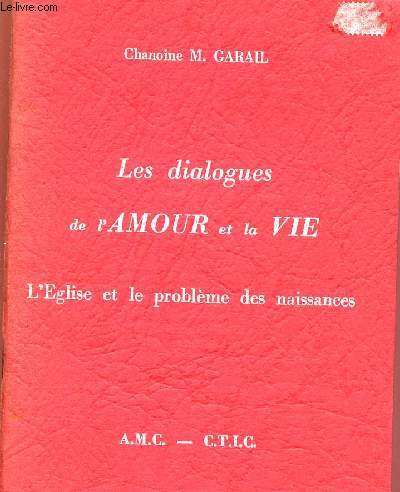 Le-livre.com
Chanoine M. GARAIL
Les dialogues
de l'AMOUR et la VIE
L'Eglise et le problème des naissances
A.M.C. — C.T.I.C.